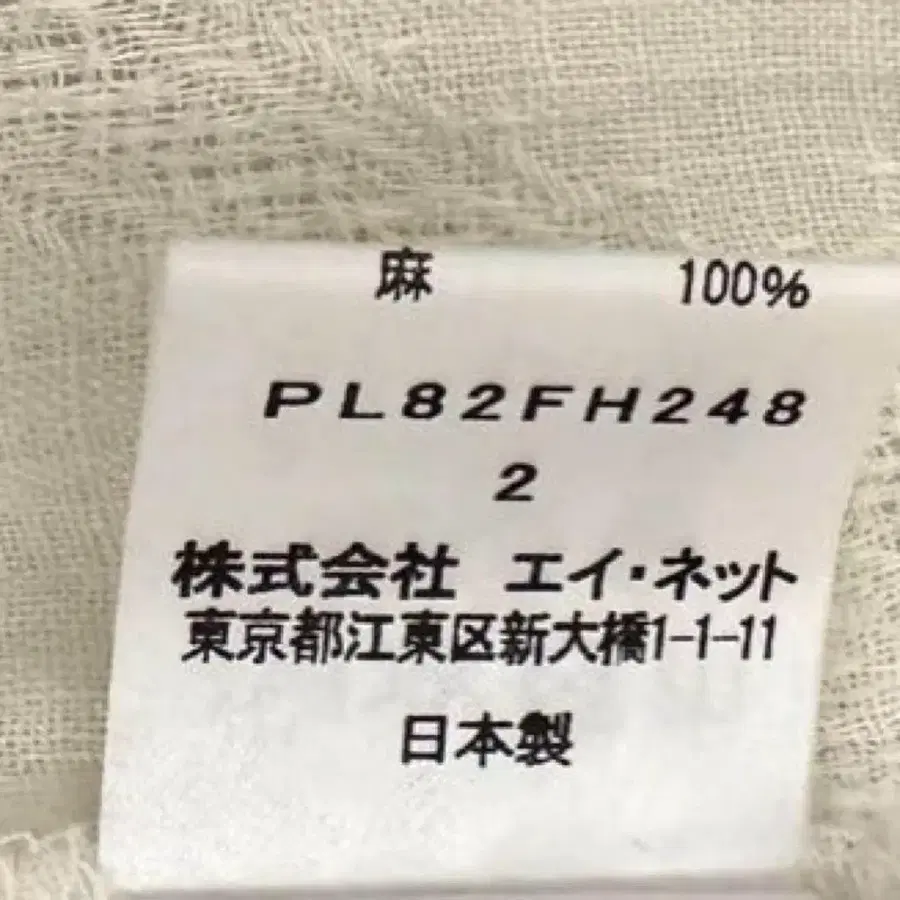 麻 100%
PL82FH248
2
株式会社 エイ・ネット
東京都江東区新大橋1-1-11
日本製